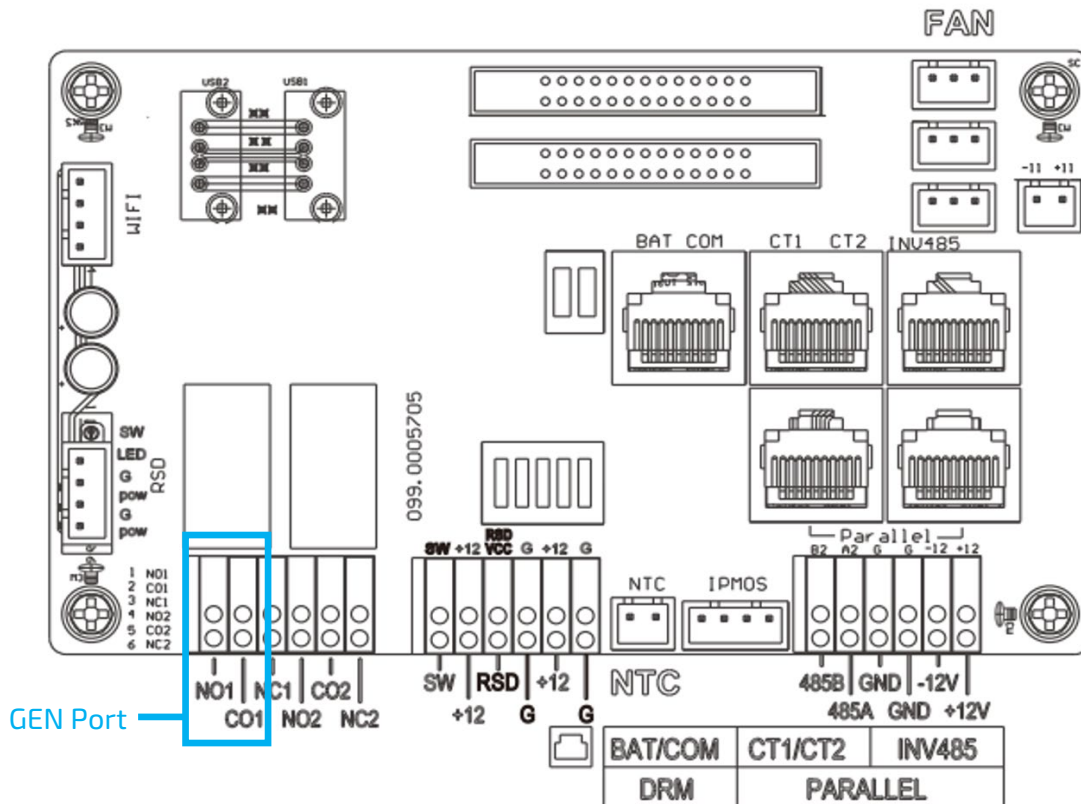 FAN
USB2 USB1
-11 +11
WIFI
BAT COM CT1 CT2 INV485
099.0005705
SW
LED
G
pow
G
pow
RSD
SW +12 RSD VCC G +12 G
Parallel
B2 A2 G G -12 +12
1 NO1
2 CO1
3 NC1
4 NO2
5 CO2
6 NC2
NTC IPMOS
NO1 NC1 CO2
CO1 NO2 NC2
GEN Port
SW RSD +12
+12 G G
NTC
485B GND -12V
485A GND +12V
BAT/COM CT1/CT2 INV485
DRM PARALLEL